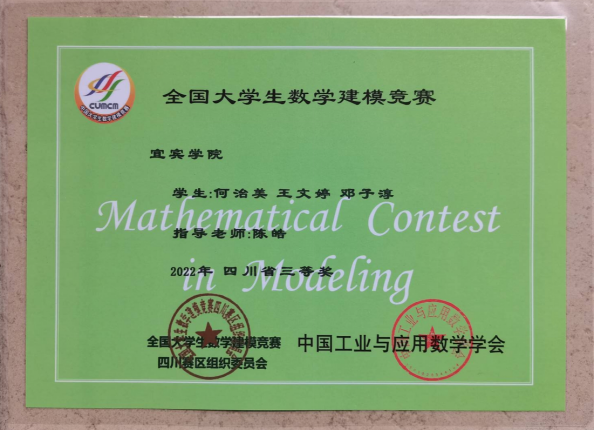 CUMCM
全国大学生数学建模竞赛
宜宾学院
学生:何治美 王文婷 邓子淳
Mathematical Contest
指导老师:陈皓
in Modeling
2022年 四川省三等奖
全国大学生数学建模竞赛
四川赛区组织委员会
中国工业与应用数学学会